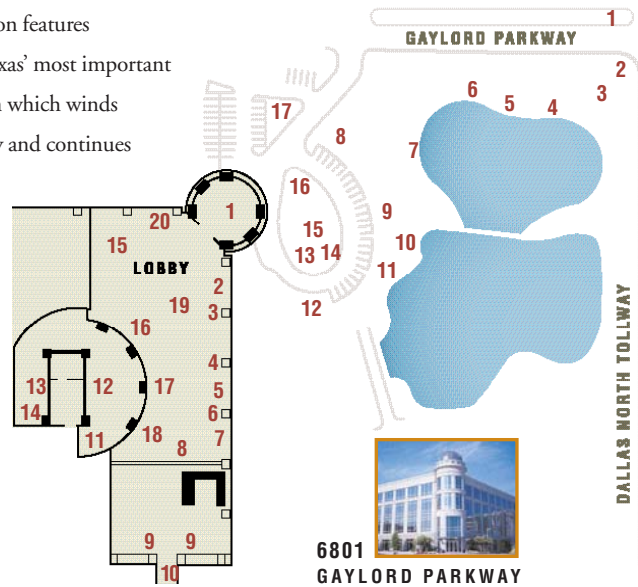 on features
xas’ most important
n which winds
y and continues
1
GAYLORD PARKWAY
2
6 5 4 3
17
8
7
16
9
15
10
13 14
11
12
DALLAS NORTH TOLLWAY
1
20
15
LOBBY
2
19
3
16
4
13 12 17 5
14
6
11 18 7
8
9 9
10
6801
GAYLORD PARKWAY